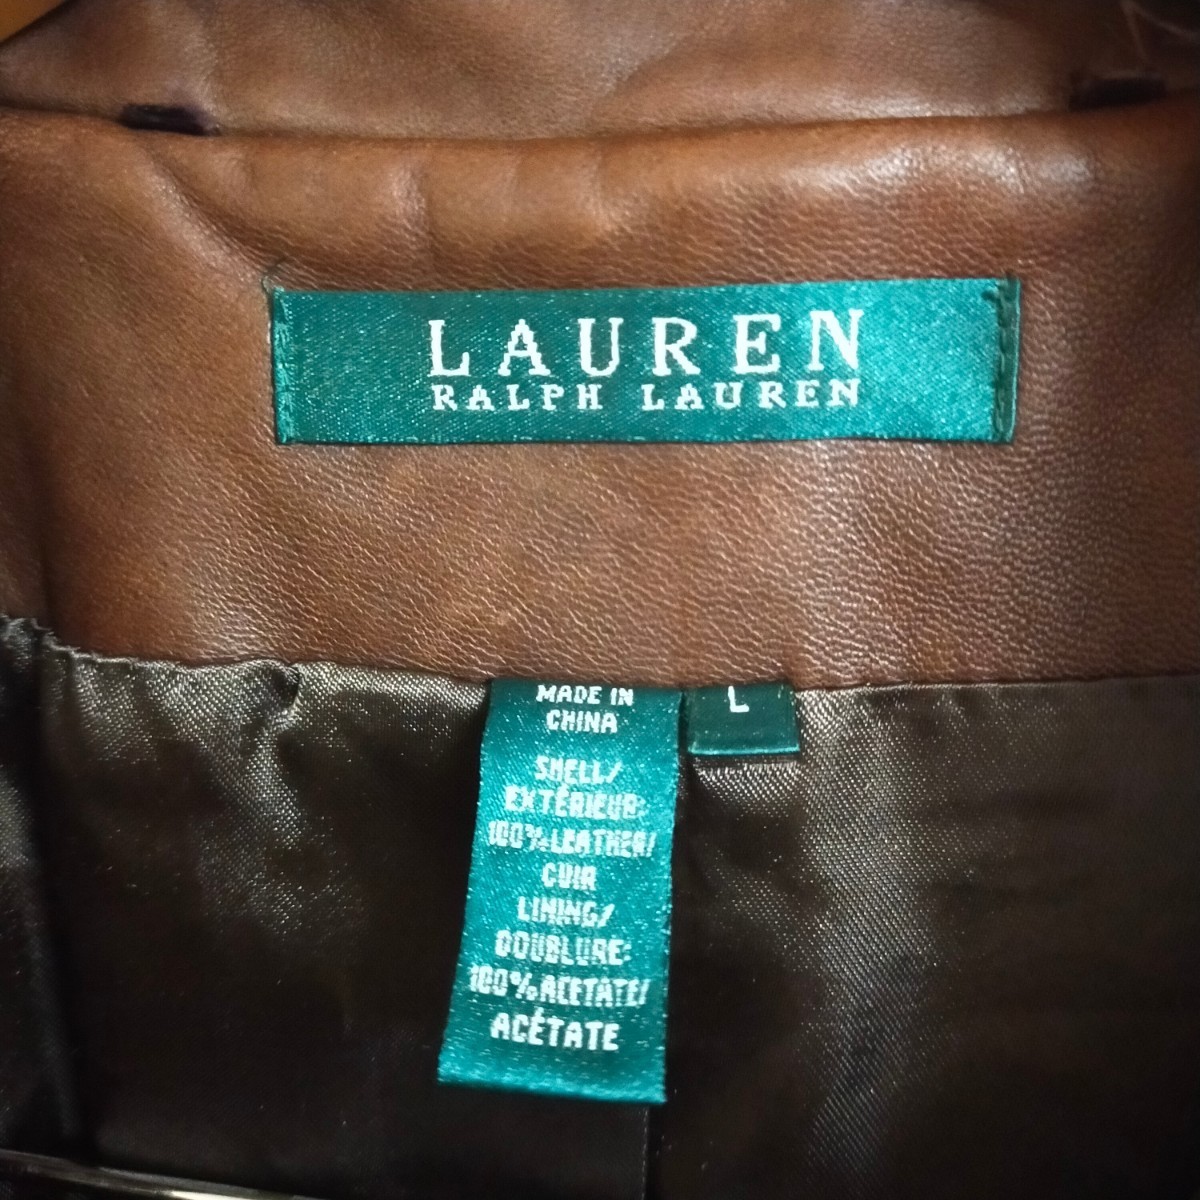 LAUREN
RALPH LAUREN
MADE IN
CHINA
L
SHELL/
EXTÉRIEUR:
100% LEATHER/
CUIR
LINING/
DOUBLURE:
100% ACETATE/
ACÉTATE